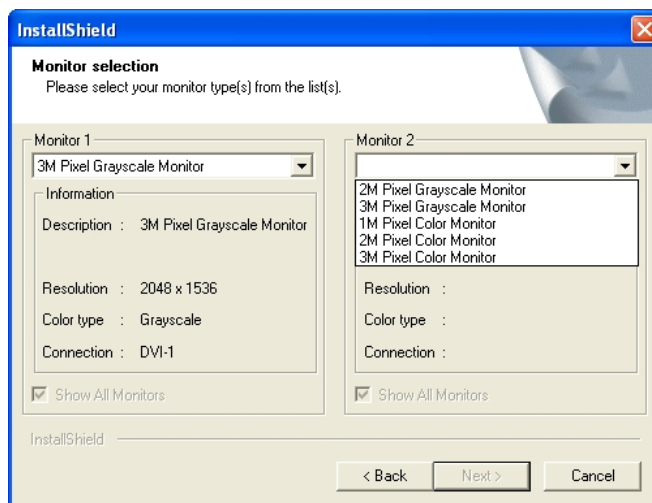 InstallShield
Monitor selection
Please select your monitor type(s) from the list(s).
Monitor 1
3M Pixel Grayscale Monitor
Information
Description : 3M Pixel Grayscale Monitor
Resolution : 2048 x 1536
Color type : Grayscale
Connection : DVI-1
Show All Monitors
Monitor 2
2M Pixel Grayscale Monitor
3M Pixel Grayscale Monitor
1M Pixel Color Monitor
2M Pixel Color Monitor
3M Pixel Color Monitor
Resolution :
Color type :
Connection :
Show All Monitors
InstallShield
< Back Next > Cancel